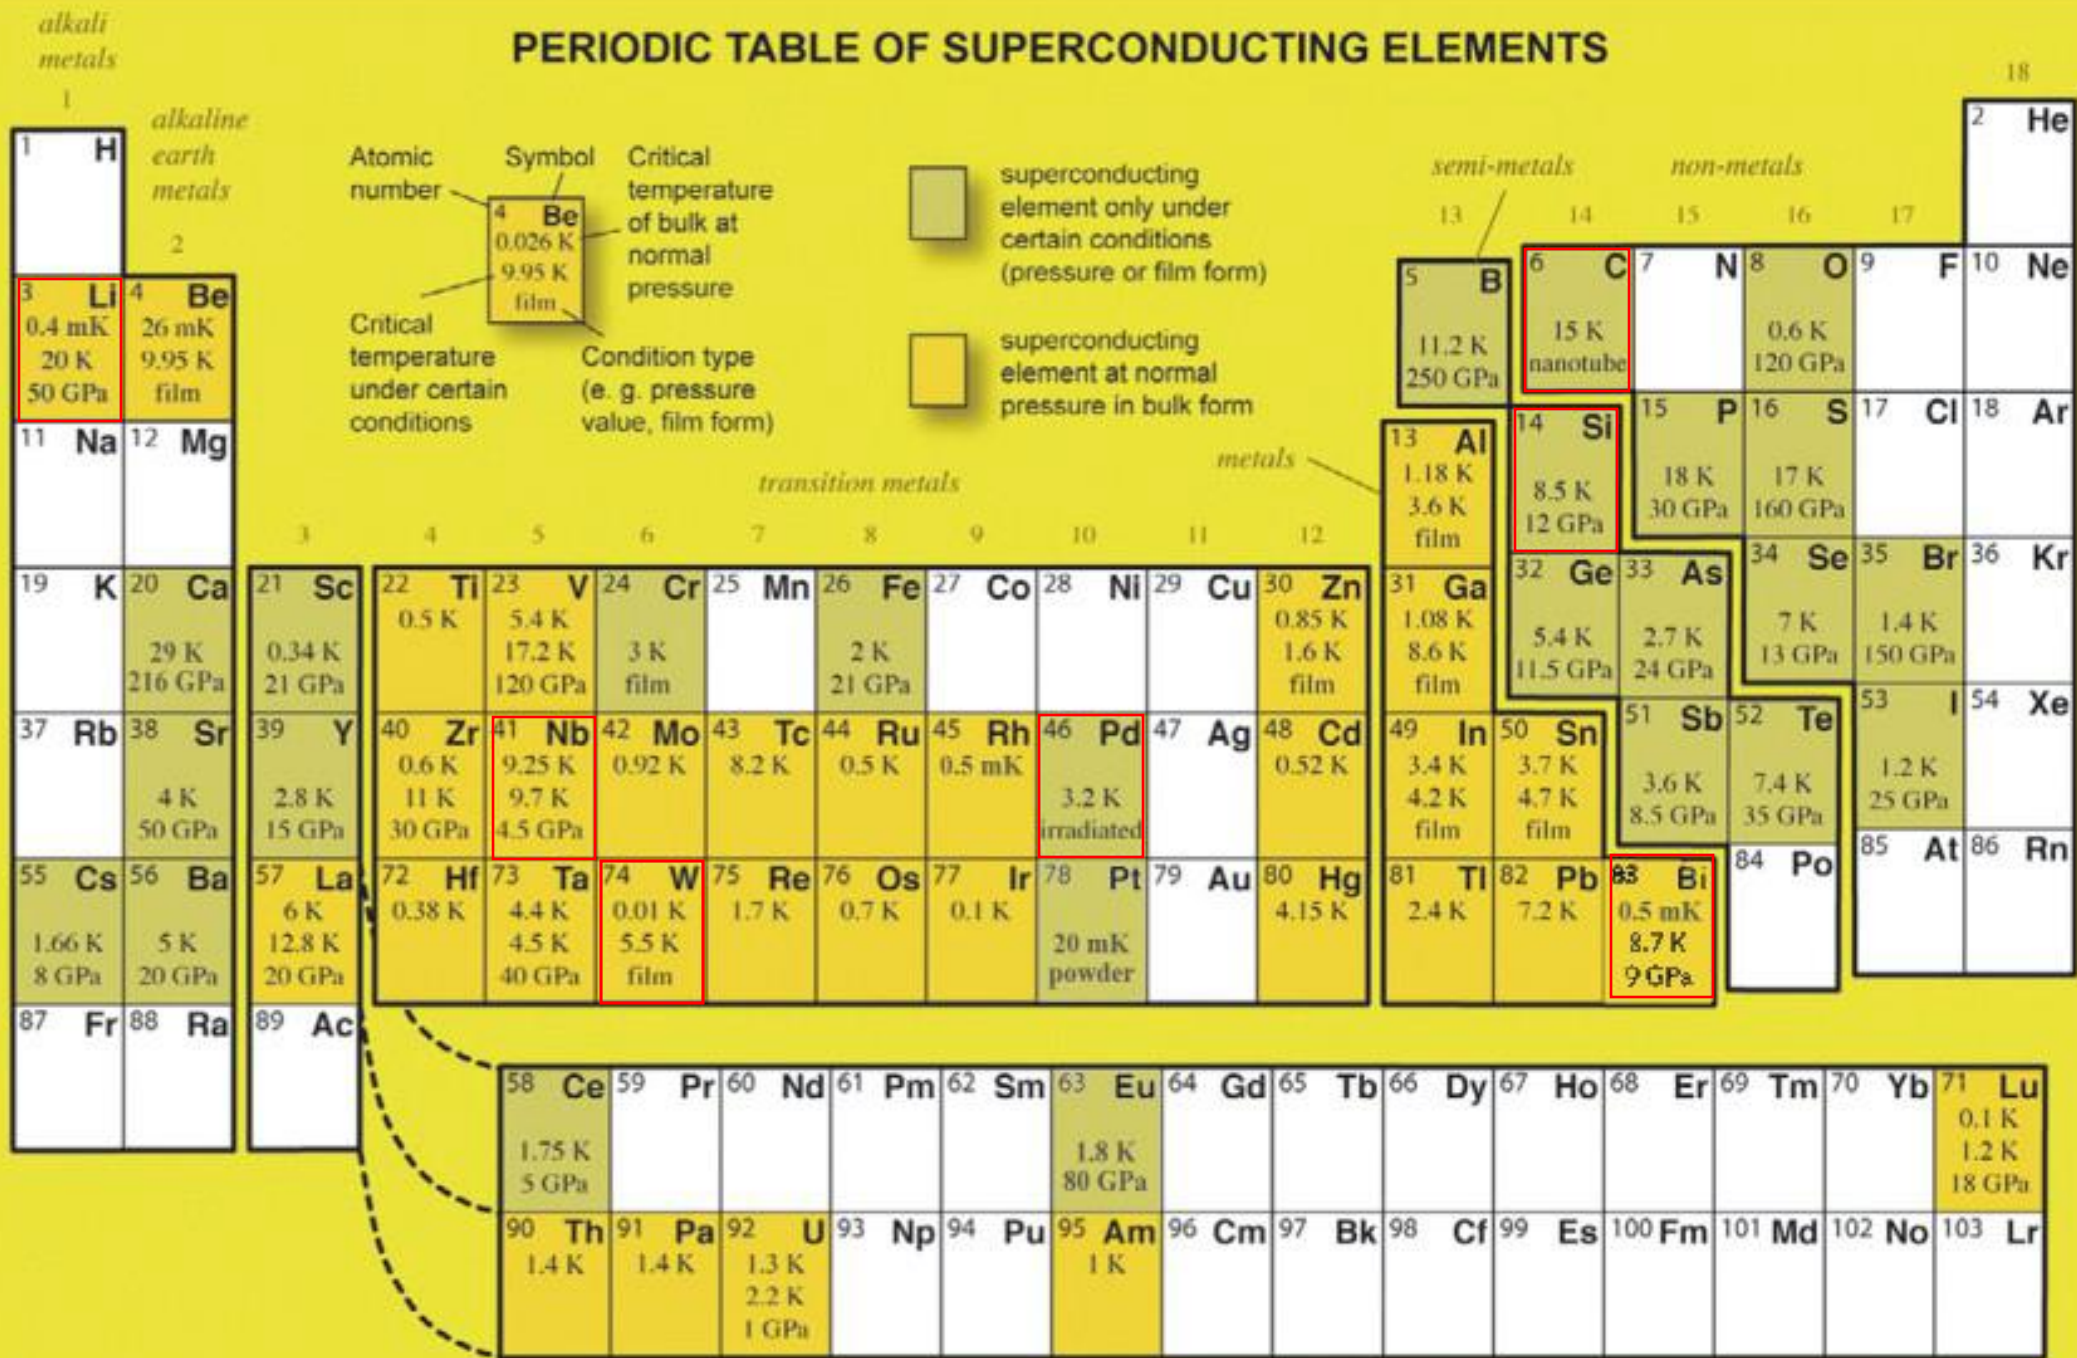 PERIODIC TABLE OF SUPERCONDUCTING ELEMENTS
alkali
metals
1
alkaline
earth
metals
2
Atomic
number
Symbol
Critical
temperature
of bulk at
normal
pressure
4 Be
0.026 K
9.95 K
film
Critical
temperature
under certain
conditions
Condition type
(e. g. pressure
value, film form)
superconducting
element only under
certain conditions
(pressure or film form)
superconducting
element at normal
pressure in bulk form
semi-metals
non-metals
metals
transition metals
3 4 5 6 7 8 9 10 11 12
13 14 15 16 17
18
1 H
2 He
3 Li
0.4 mK
20 K
50 GPa
4 Be
26 mK
9.95 K
film
5 B
11.2 K
250 GPa
6 C
15 K
nanotube
7 N
8 O
0.6 K
120 GPa
9 F
10 Ne
11 Na
12 Mg
13 Al
1.18 K
3.6 K
film
14 Si
8.5 K
12 GPa
15 P
18 K
30 GPa
16 S
17 K
160 GPa
17 Cl
18 Ar
19 K
20 Ca
29 K
216 GPa
21 Sc
0.34 K
21 GPa
22 Ti
0.5 K
23 V
5.4 K
17.2 K
120 GPa
24 Cr
3 K
film
25 Mn
26 Fe
2 K
21 GPa
27 Co
28 Ni
29 Cu
30 Zn
0.85 K
1.6 K
film
31 Ga
1.08 K
8.6 K
film
32 Ge
5.4 K
11.5 GPa
33 As
2.7 K
24 GPa
34 Se
7 K
13 GPa
35 Br
1.4 K
150 GPa
36 Kr
37 Rb
38 Sr
4 K
50 GPa
39 Y
2.8 K
15 GPa
40 Zr
0.6 K
11 K
30 GPa
41 Nb
9.25 K
9.7 K
4.5 GPa
42 Mo
0.92 K
43 Tc
8.2 K
44 Ru
0.5 K
45 Rh
0.5 mK
46 Pd
3.2 K
irradiated
47 Ag
48 Cd
0.52 K
49 In
3.4 K
4.2 K
film
50 Sn
3.7 K
4.7 K
film
51 Sb
3.6 K
8.5 GPa
52 Te
7.4 K
35 GPa
53 I
1.2 K
25 GPa
54 Xe
55 Cs
1.66 K
8 GPa
56 Ba
5 K
20 GPa
57 La
6 K
12.8 K
20 GPa
72 Hf
0.38 K
73 Ta
4.4 K
4.5 K
40 GPa
74 W
0.01 K
5.5 K
film
75 Re
1.7 K
76 Os
0.7 K
77 Ir
0.1 K
78 Pt
20 mK
powder
79 Au
80 Hg
4.15 K
81 Tl
2.4 K
82 Pb
7.2 K
83 Bi
0.5 mK
8.7 K
9 GPa
84 Po
85 At
86 Rn
87 Fr
88 Ra
89 Ac
58 Ce
1.75 K
5 GPa
59 Pr
60 Nd
61 Pm
62 Sm
63 Eu
1.8 K
80 GPa
64 Gd
65 Tb
66 Dy
67 Ho
68 Er
69 Tm
70 Yb
71 Lu
0.1 K
1.2 K
18 GPa
90 Th
1.4 K
91 Pa
1.4 K
92 U
1.3 K
2.2 K
1 GPa
93 Np
94 Pu
95 Am
1 K
96 Cm
97 Bk
98 Cf
99 Es
100 Fm
101 Md
102 No
103 Lr